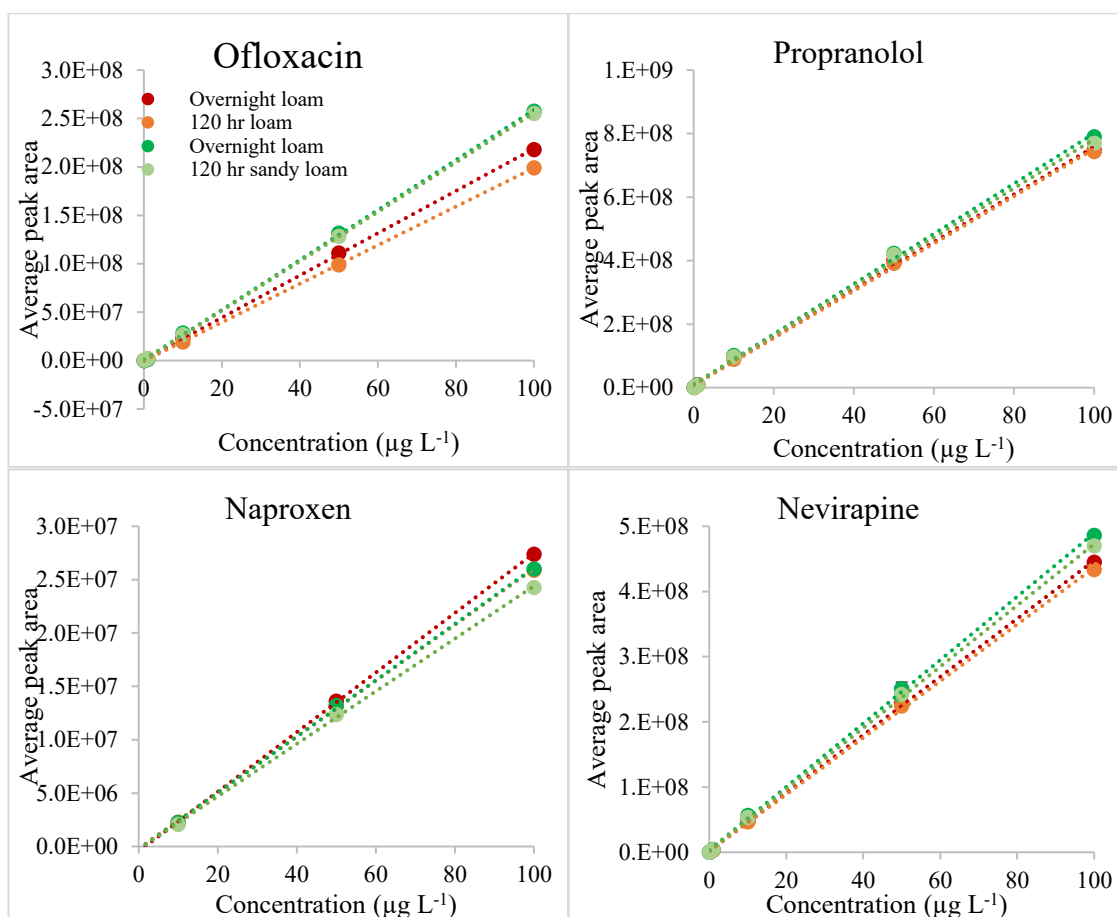 Ofloxacin
3.0E+08
2.5E+08
2.0E+08
1.5E+08
1.0E+08
5.0E+07
0.0E+00
-5.0E+07
Average peak area
Overnight loam
120 hr loam
Overnight loam
120 hr sandy loam
0 20 40 60 80 100
Concentration (µg L-1)
Propranolol
1.E+09
8.E+08
6.E+08
4.E+08
2.E+08
0.E+00
Average peak area
0 20 40 60 80 100
Concentration (µg L-1)
Naproxen
3.0E+07
2.5E+07
2.0E+07
1.5E+07
1.0E+07
5.0E+06
0.0E+00
Average peak area
0 20 40 60 80 100
Concentration (µg L-1)
Nevirapine
5.E+08
4.E+08
3.E+08
2.E+08
1.E+08
0.E+00
Average peak area
0 20 40 60 80 100
Concentration (µg L-1)